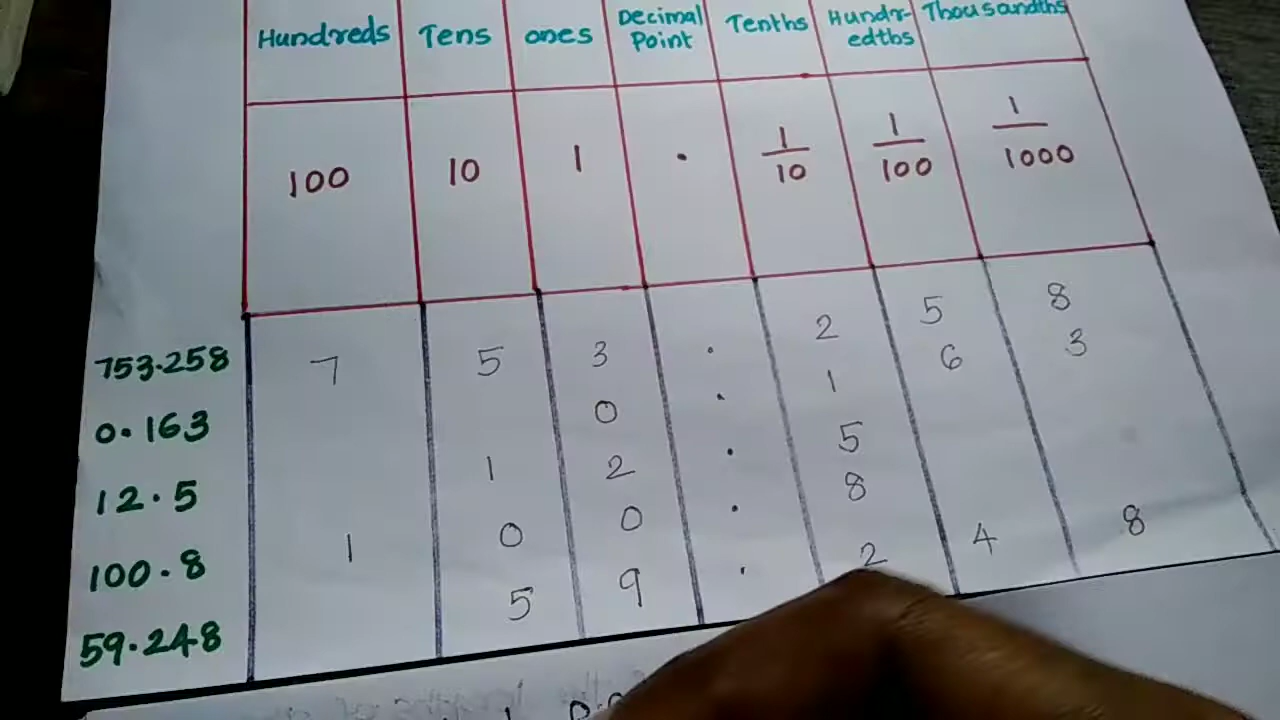 Hundreds Tens ones Decimal Point Tenths Hundr-edths Thousandths
100 10 1 . 1/10 1/100 1/1000
753.258 7 5 3 . 2 5 8
0.163 0 . 1 6 3
12.5 1 2 . 5
100.8 1 0 0 . 8
59.248 5 9 . 2 4 8